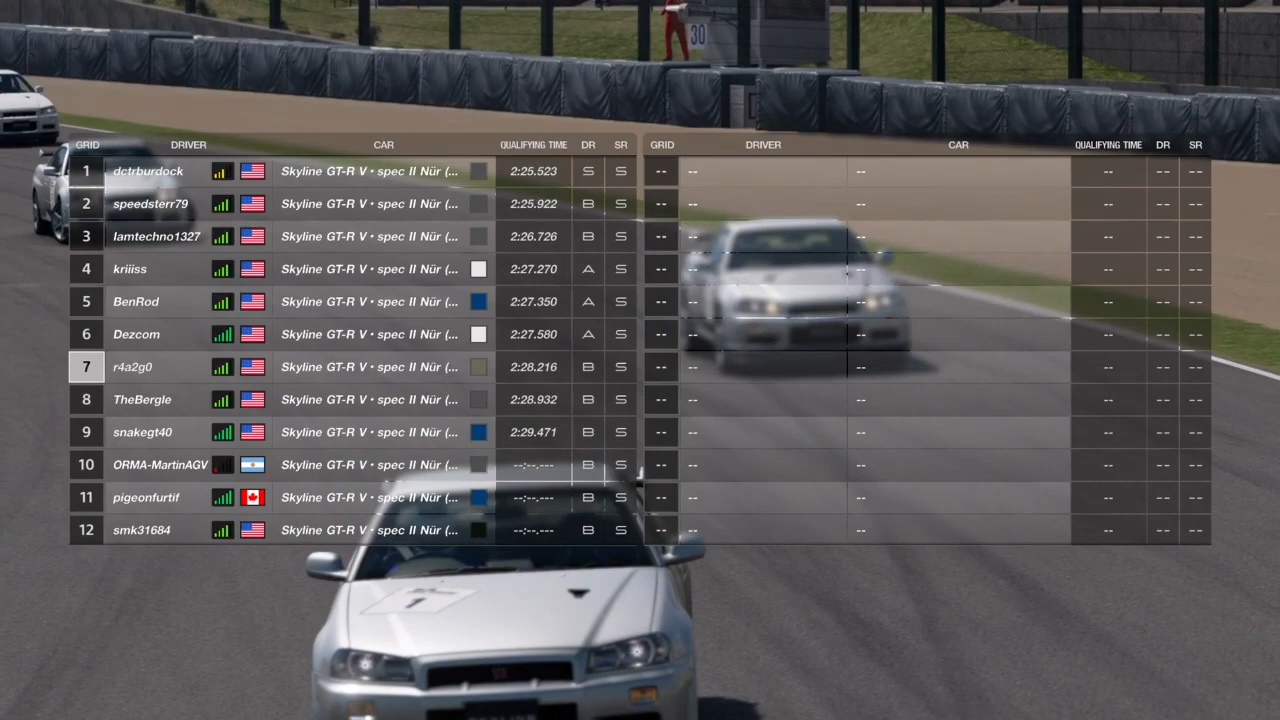 30
GRID DRIVER CAR QUALIFYING TIME DR SR GRID DRIVER CAR QUALIFYING TIME DR SR
1 dctrburdock Skyline GT-R V • spec II Nür (... 2:25.523 S S -- -- -- -- -- --
2 speedsterr79 Skyline GT-R V • spec II Nür (... 2:25.922 B S -- -- -- -- -- --
3 Iamtechno1327 Skyline GT-R V • spec II Nür (... 2:26.726 B S -- -- -- -- -- --
4 kriiiss Skyline GT-R V • spec II Nür (... 2:27.270 A S -- -- -- -- -- --
5 BenRod Skyline GT-R V • spec II Nür (... 2:27.350 A S -- -- -- -- -- --
6 Dezcom Skyline GT-R V • spec II Nür (... 2:27.580 A S -- -- -- -- -- --
7 r4a2g0 Skyline GT-R V • spec II Nür (... 2:28.216 B S -- -- -- -- -- --
8 TheBergle Skyline GT-R V • spec II Nür (... 2:28.932 B S -- -- -- -- -- --
9 snakegt40 Skyline GT-R V • spec II Nür (... 2:29.471 B S -- -- -- -- -- --
10 ORMA-MartinAGV Skyline GT-R V • spec II Nür (... --:--.--- B S -- -- -- -- -- --
11 pigeonfurtif Skyline GT-R V • spec II Nür (... --:--.--- B S -- -- -- -- -- --
12 smk31684 Skyline GT-R V • spec II Nür (... --:--.--- B S -- -- -- -- -- --
1